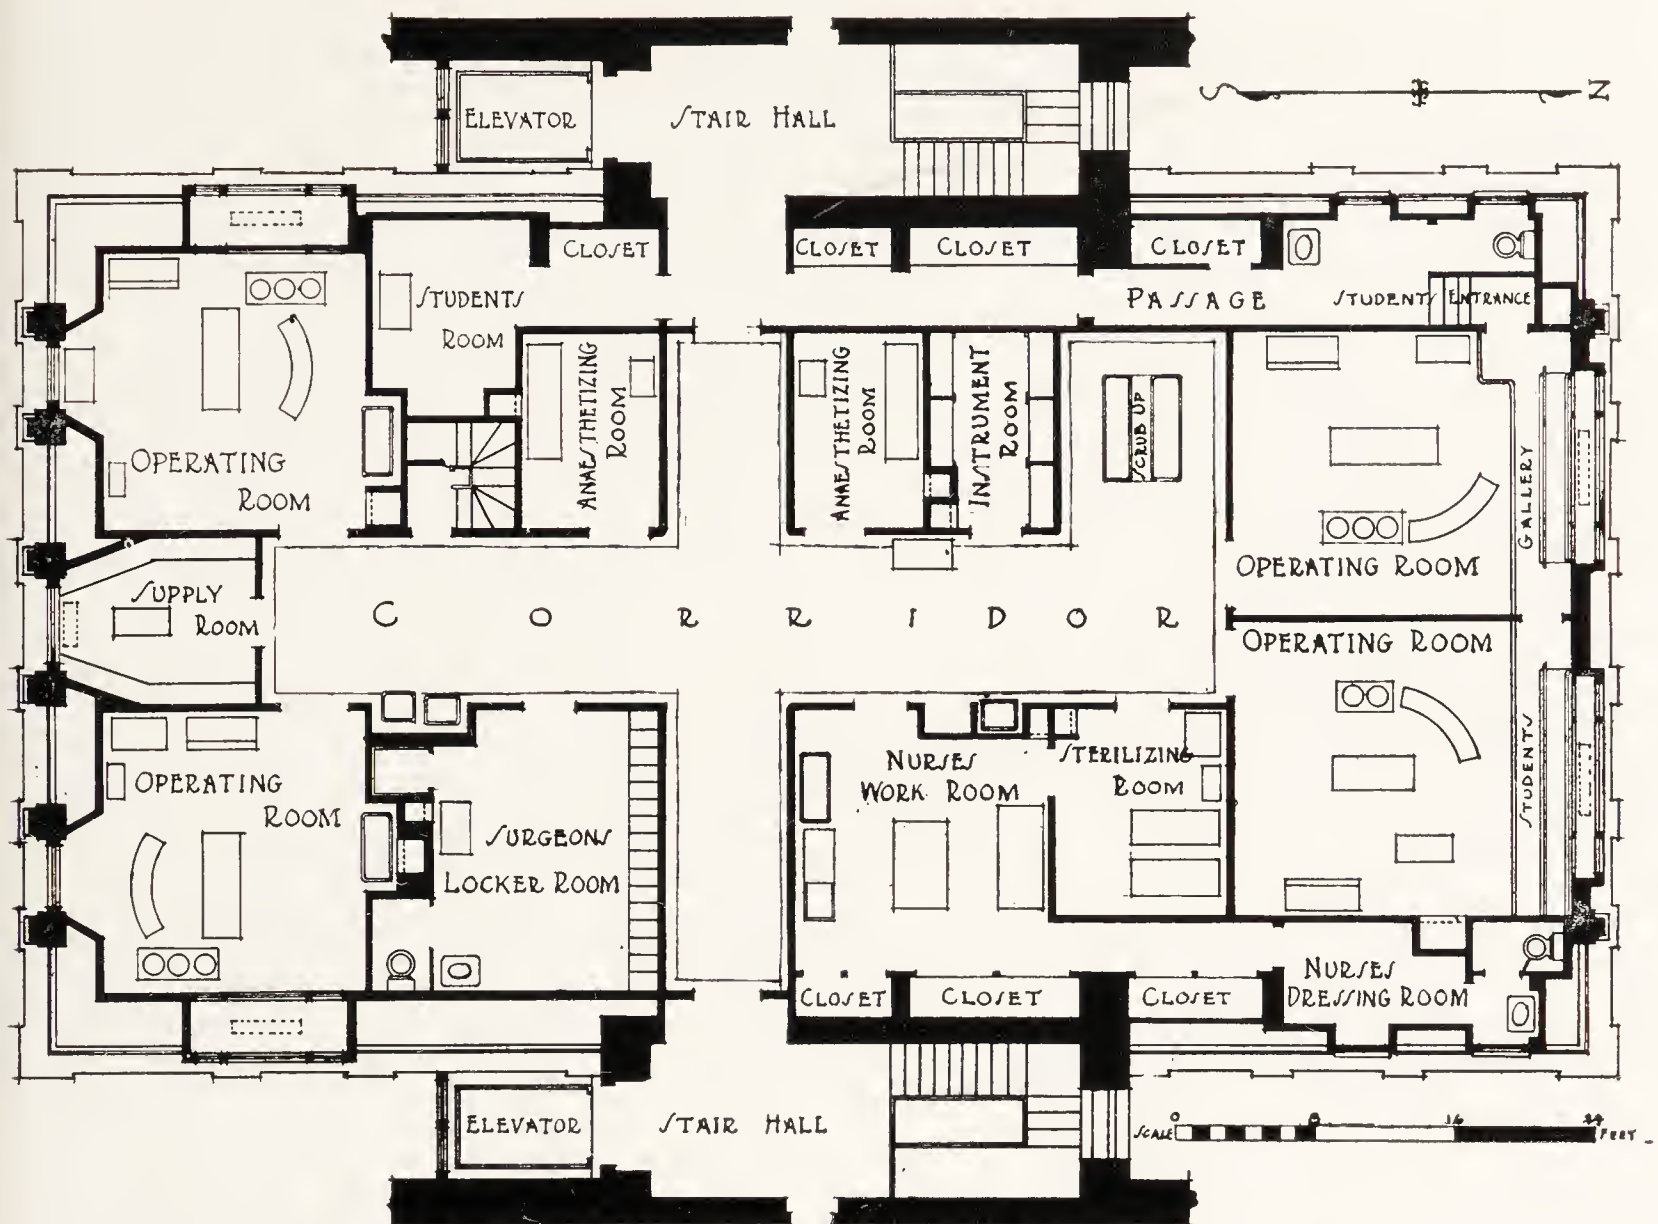 ELEVATOR
STAIR HALL
S N
CLOSET
CLOSET
CLOSET
CLOSET
STUDENTS
ROOM
PASSAGE
STUDENTS ENTRANCE
ANAESTHETIZING
ROOM
ANAESTHETIZING
ROOM
INSTRUMENT
ROOM
SCRUB UP
OPERATING
ROOM
GALLERY
OPERATING ROOM
SUPPLY
ROOM
CORRIDOR
OPERATING ROOM
STUDENTS
OPERATING
ROOM
SURGEONS
LOCKER ROOM
NURSES
WORK ROOM
STERILIZING
ROOM
CLOSET
CLOSET
CLOSET
NURSES
DRESSING ROOM
ELEVATOR
STAIR HALL
0 8 16 24
SCALE FEET